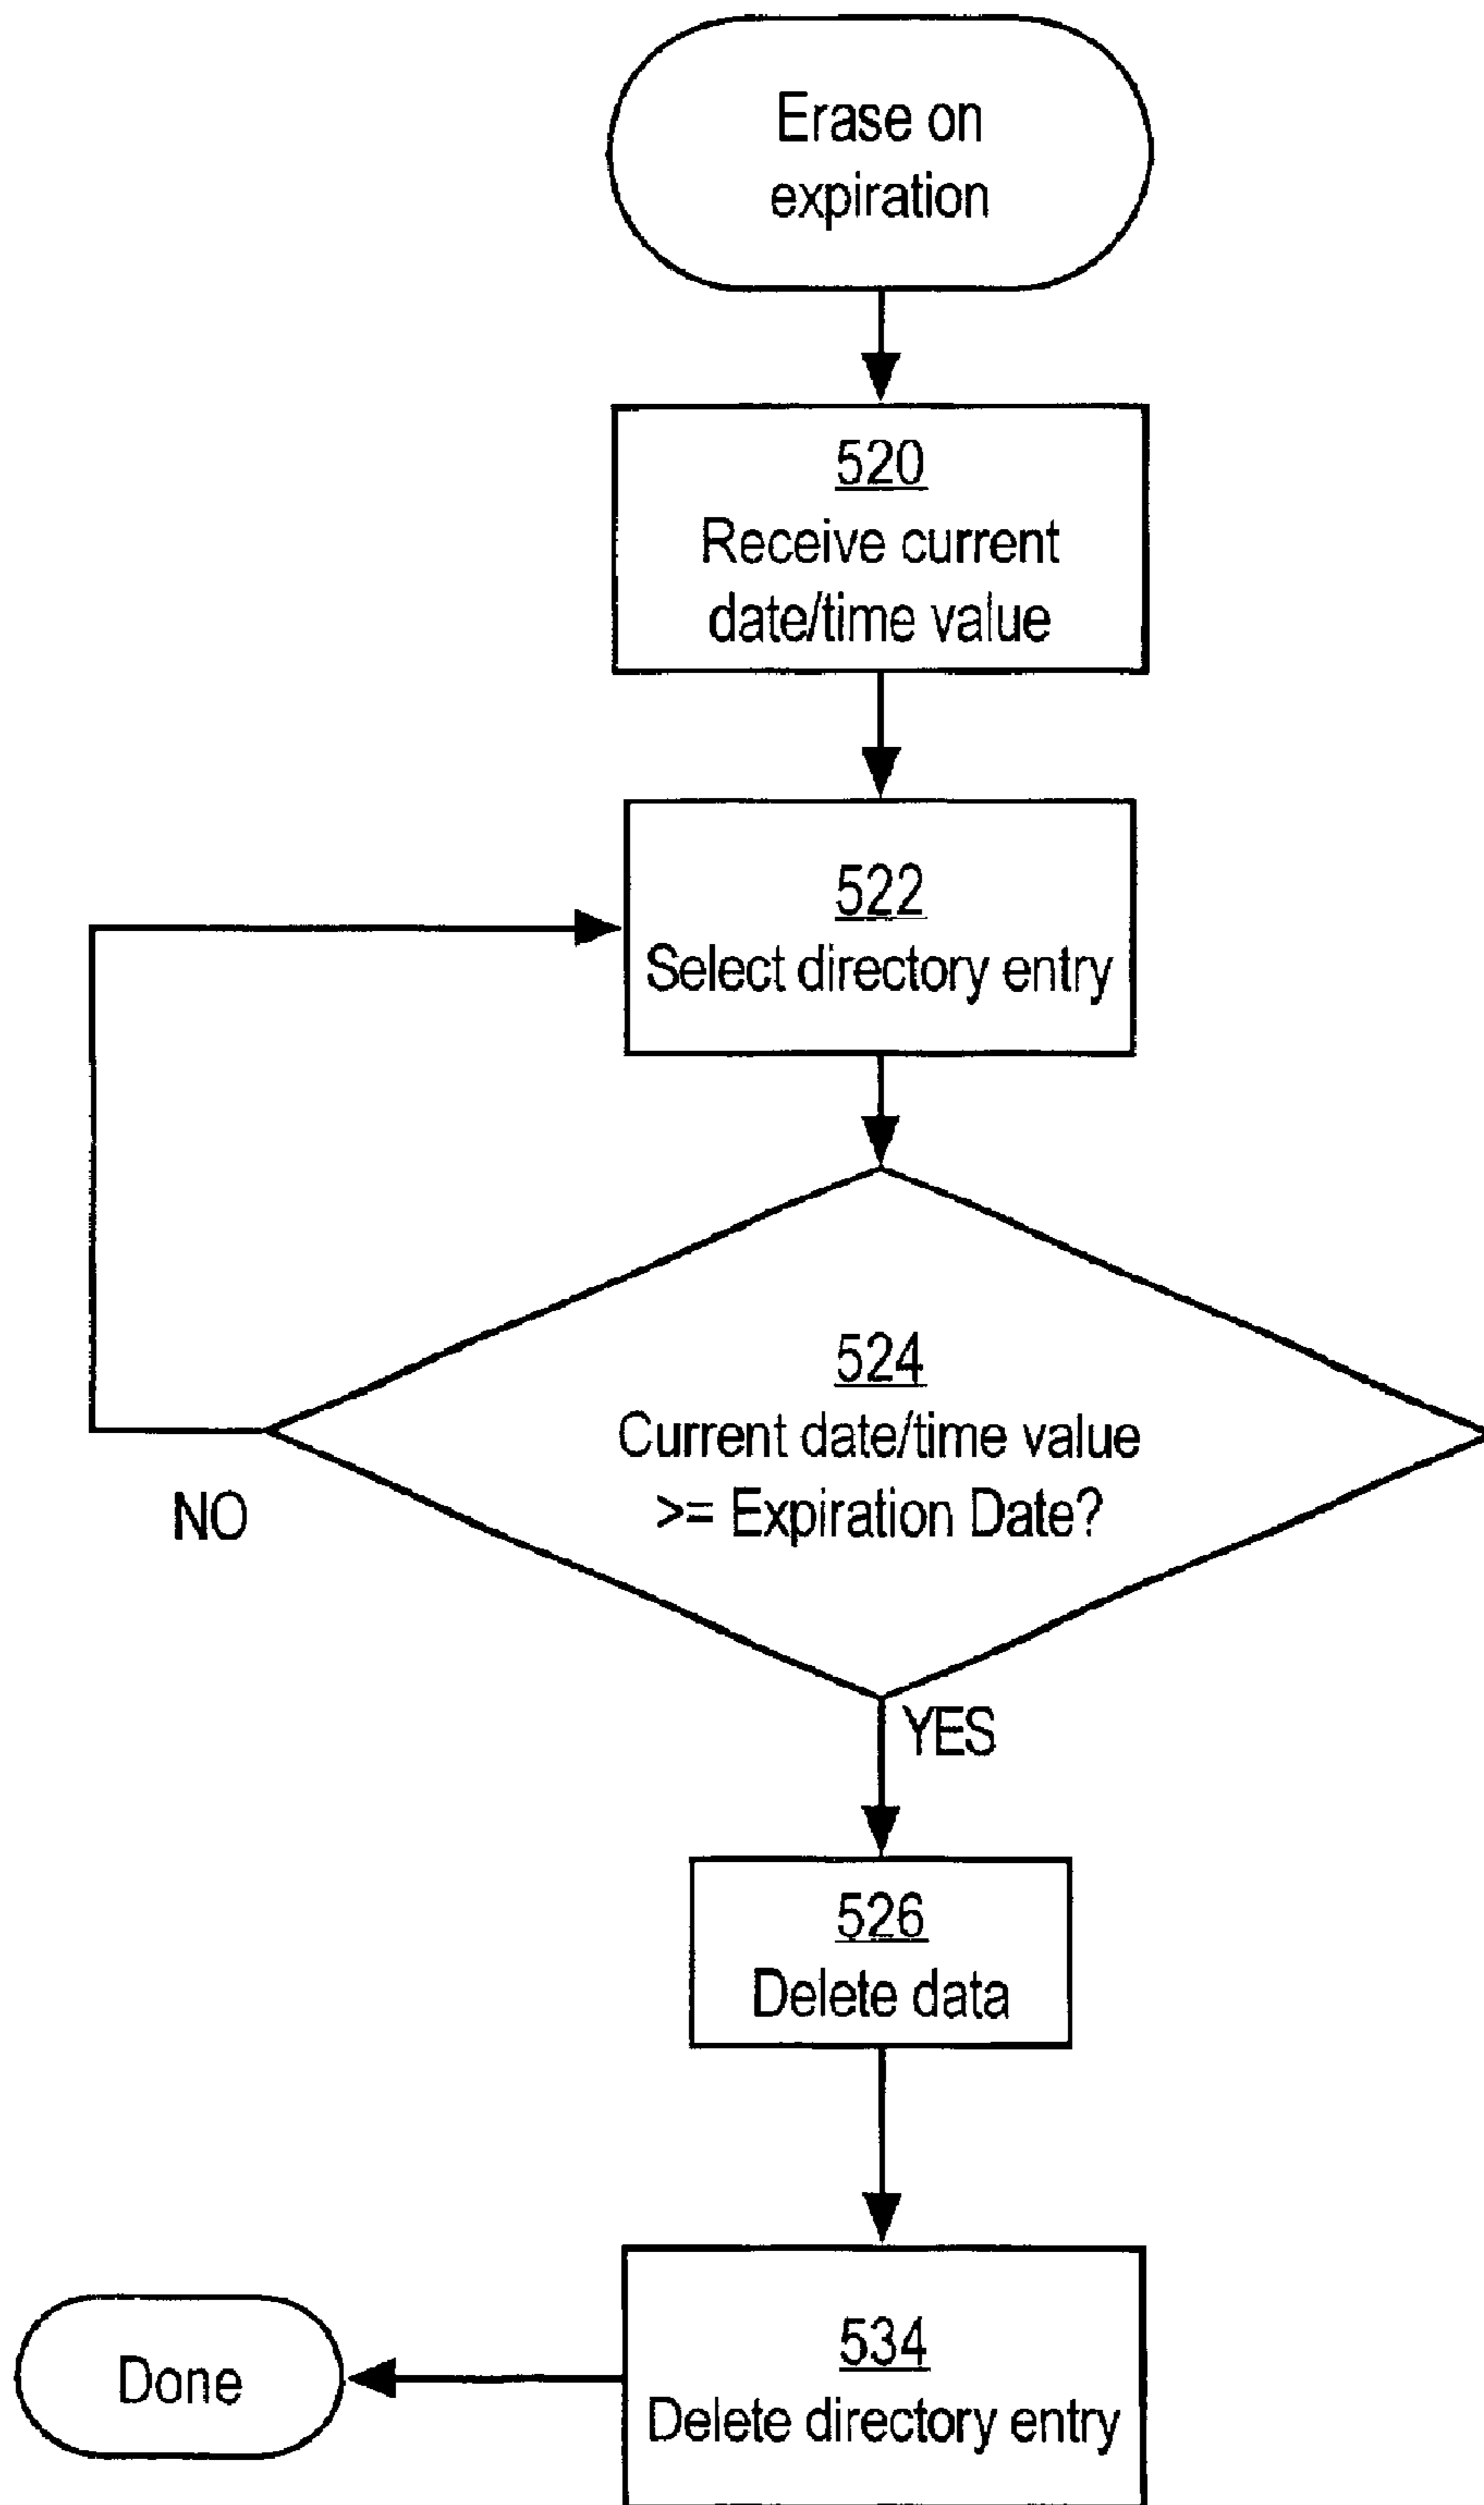 Erase on
expiration
520
Receive current
date/time value
522
Select directory entry
524
Current date/time value
>= Expiration Date?
NO
YES
526
Delete data
534
Delete directory entry
Done